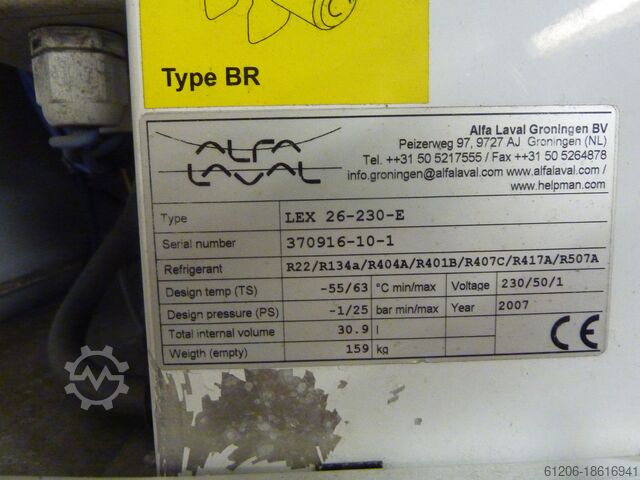 Type BR
ALFA
LAVAL
Alfa Laval Groningen BV
Peizerweg 97, 9727 AJ Groningen (NL)
Tel. ++31 50 5217555 / Fax ++31 50 5264878
info.groningen@alfalaval.com www.alfalaval.com/
www.helpman.com
Type LEX 26-230-E
Serial number 370916-10-1
Refrigerant R22/R134a/R404A/R401B/R407C/R417A/R507A
Design temp (TS) -55/63 °C min/max Voltage 230/50/1
Design pressure (PS) -1/25 bar min/max Year 2007
Total internal volume 30.9 l
Weigth (empty) 159 kg
CE
61206-18616941